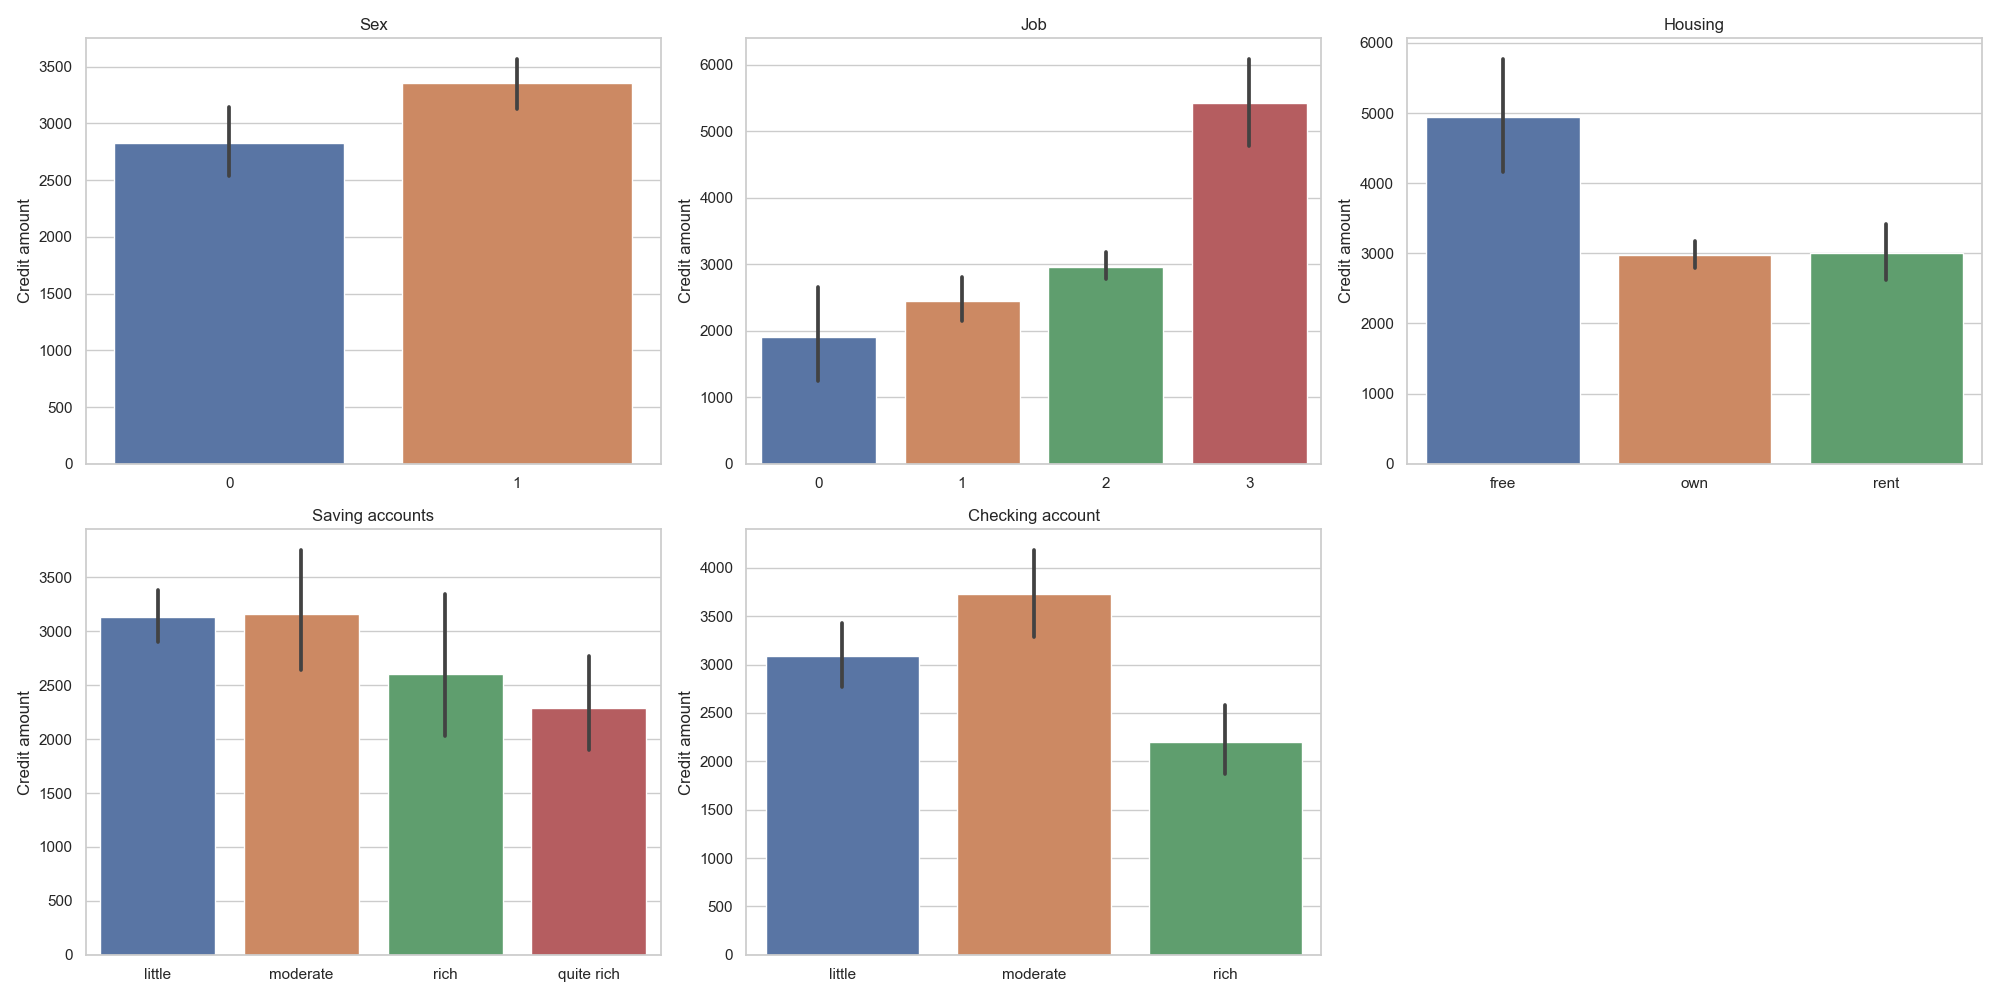 Sex
3500
3000
2500
2000
1500
1000
500
0
Credit amount
0 1
Job
6000
5000
4000
3000
2000
1000
0
Credit amount
0 1 2 3
Housing
6000
5000
4000
3000
2000
1000
0
Credit amount
free own rent
Saving accounts
3500
3000
2500
2000
1500
1000
500
0
Credit amount
little moderate rich quite rich
Checking account
4000
3500
3000
2500
2000
1500
1000
500
0
Credit amount
little moderate rich